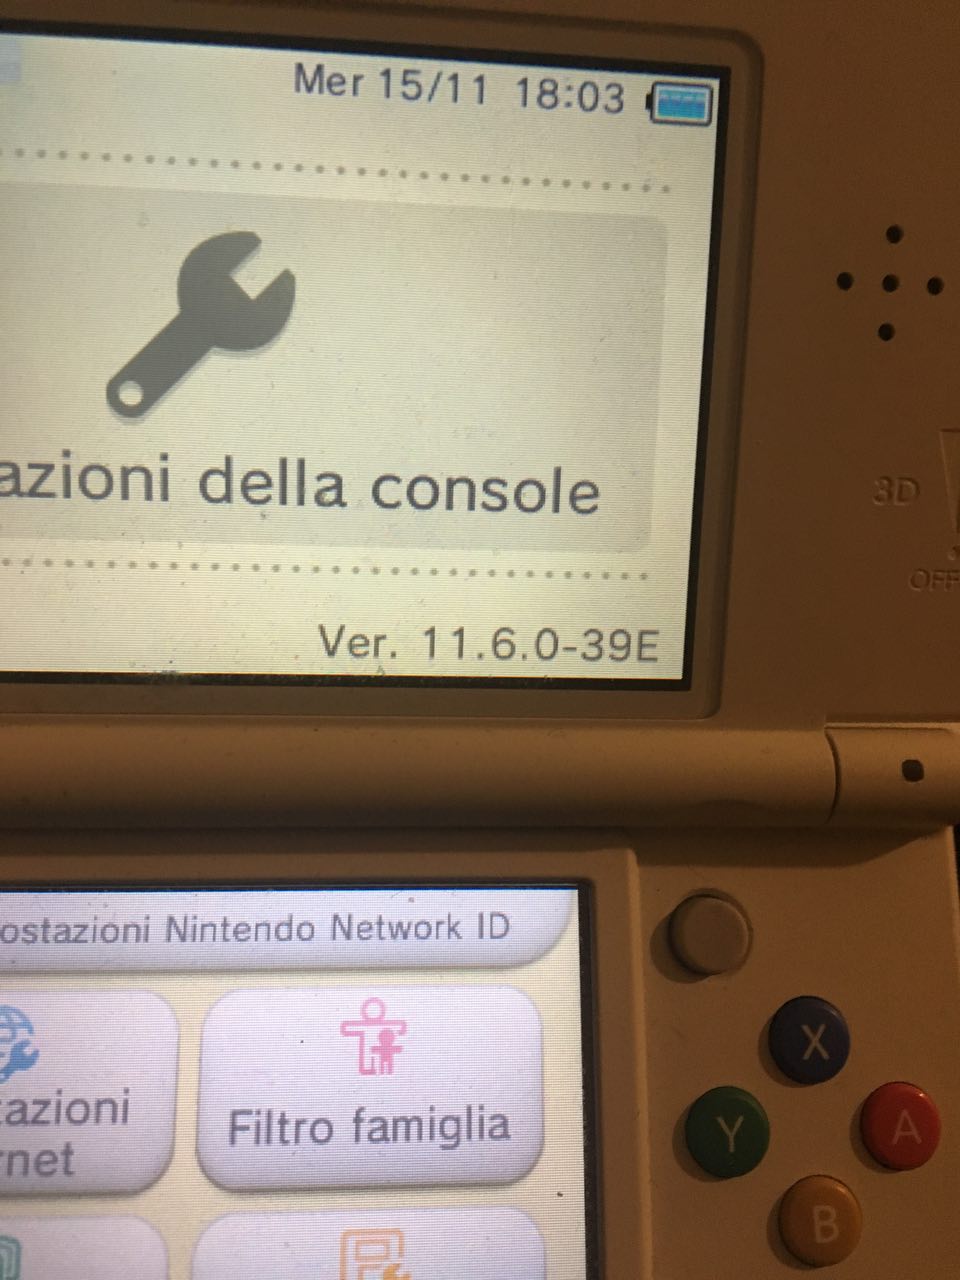 Mer 15/11 18:03
azioni della console
Ver. 11.6.0-39E
3D
OFF
ostazioni Nintendo Network ID
azioni
rnet
Filtro famiglia
X
Y
A
B